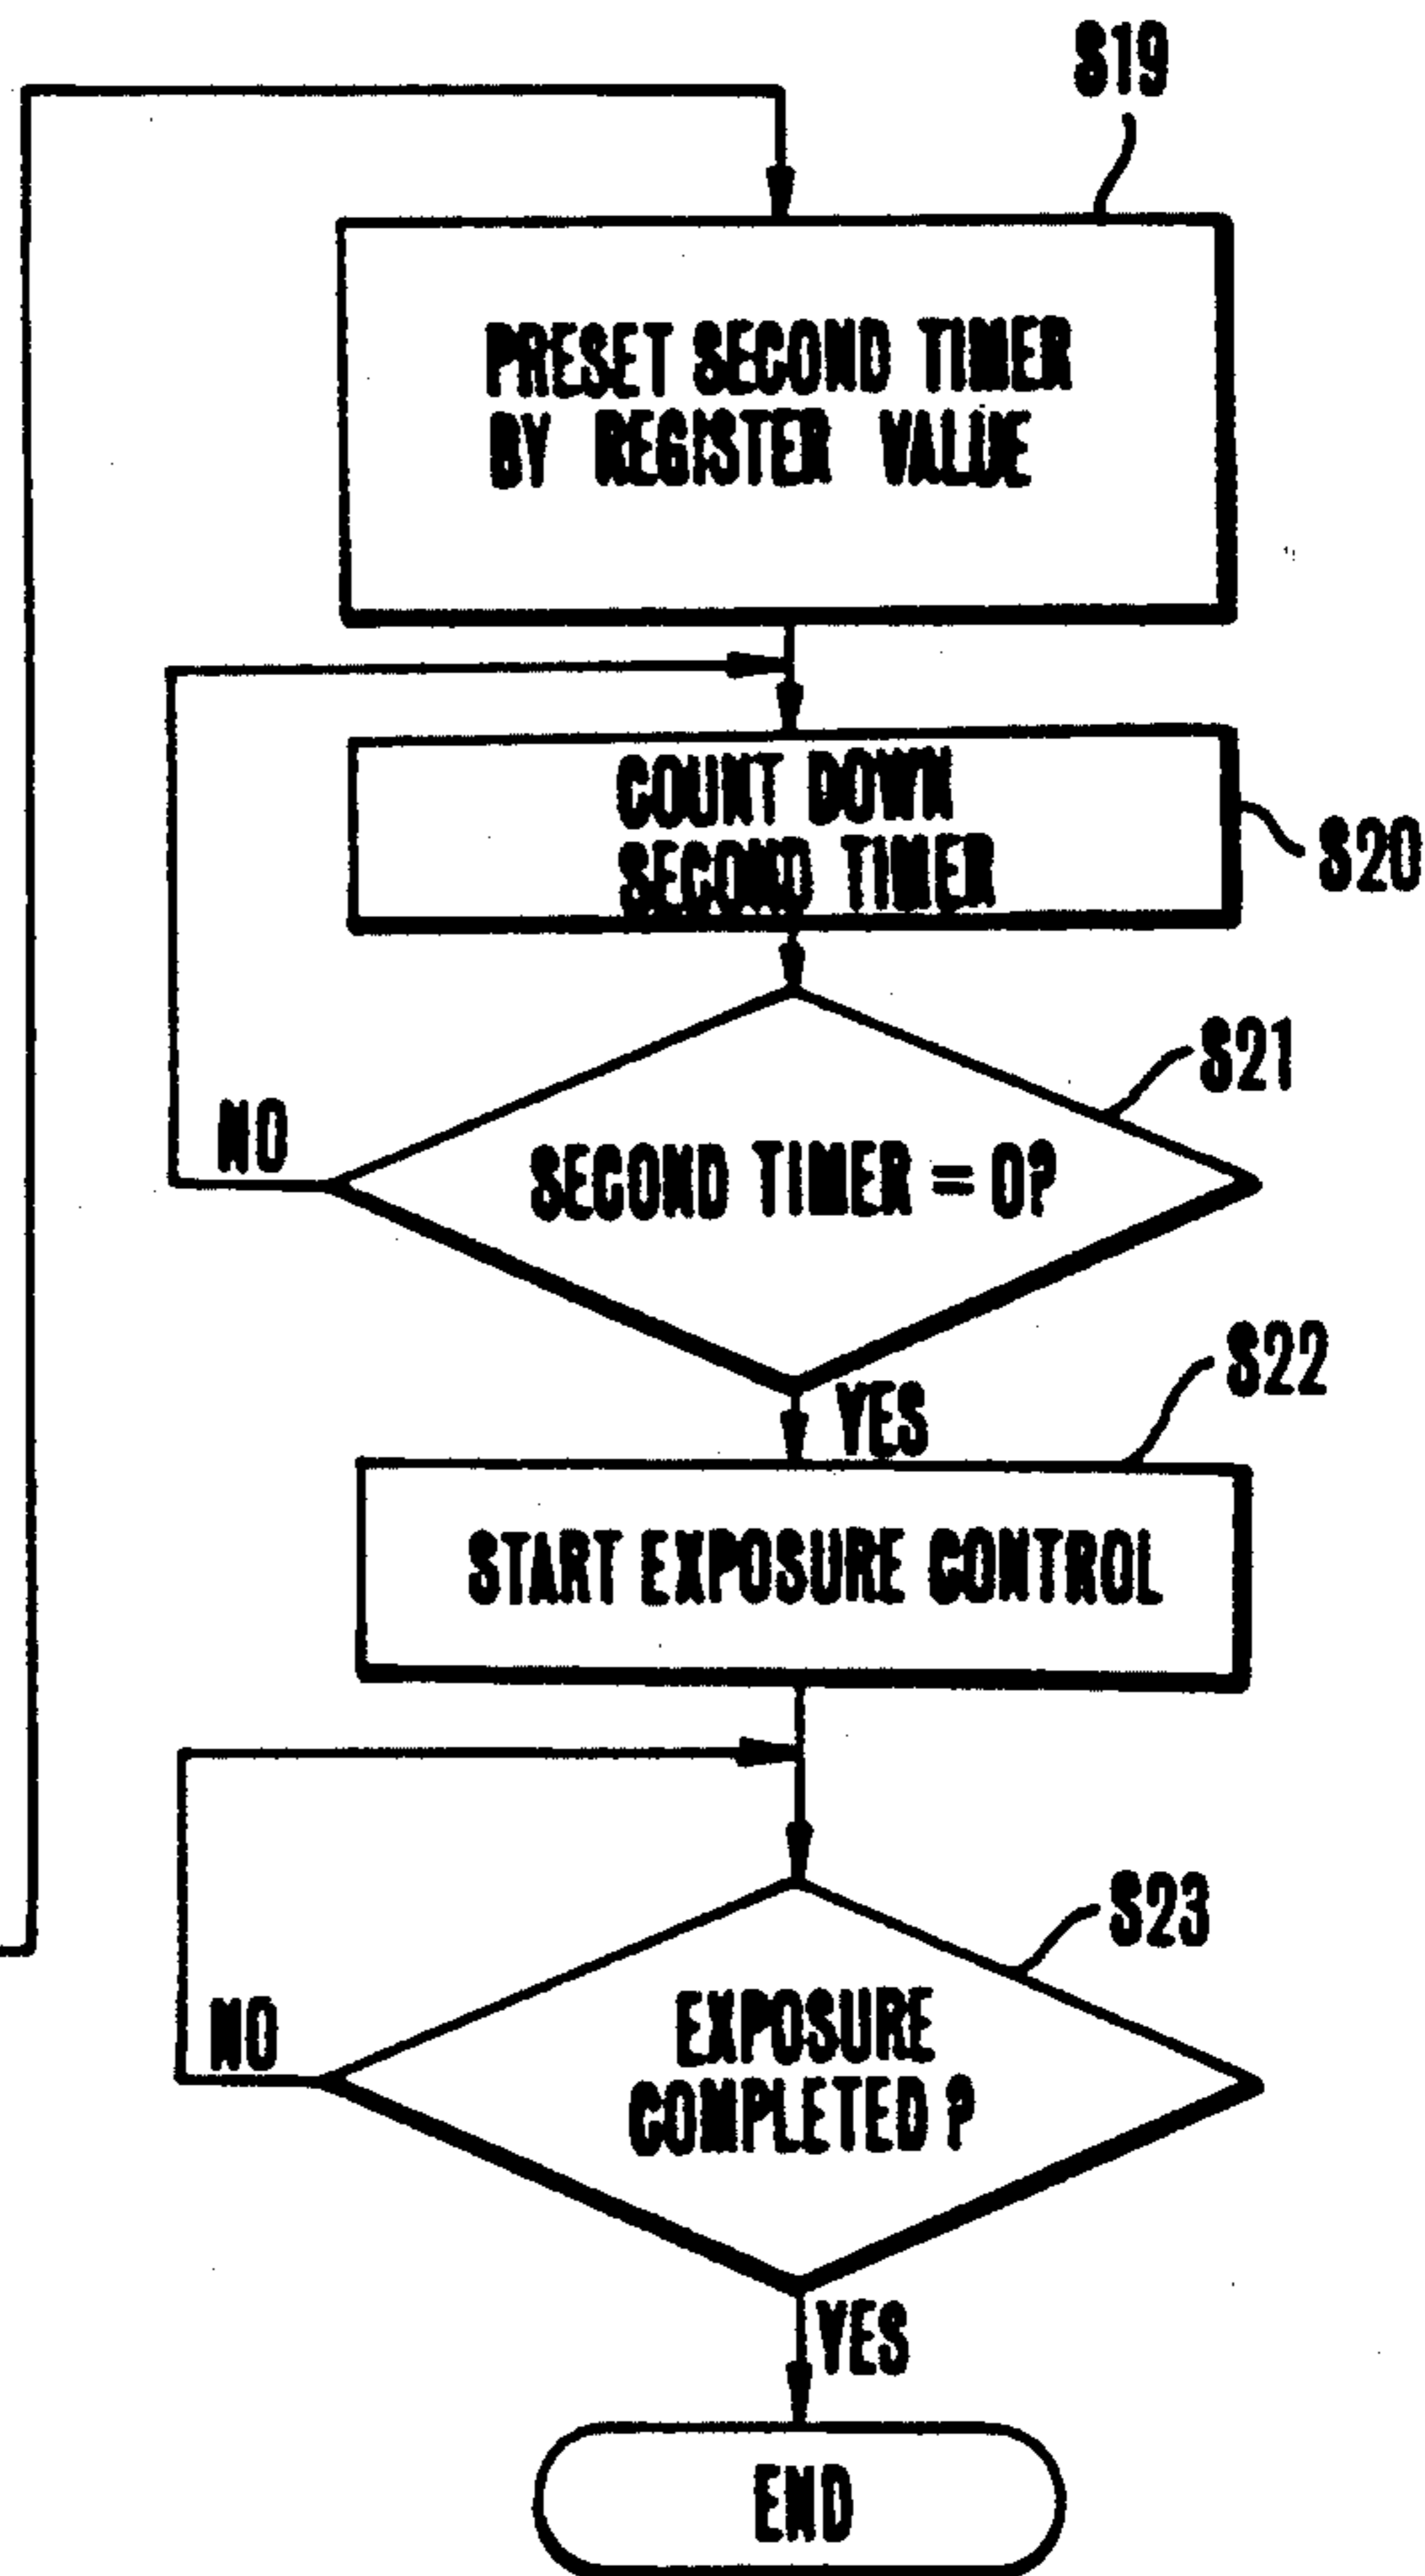 S19
PRESET SECOND TIMER
BY REGISTER VALUE
COUNT DOWN
SECOND TIMER
S20
S21
NO
SECOND TIMER = 0?
S22
YES
START EXPOSURE CONTROL
S23
NO
EXPOSURE
COMPLETED?
YES
END